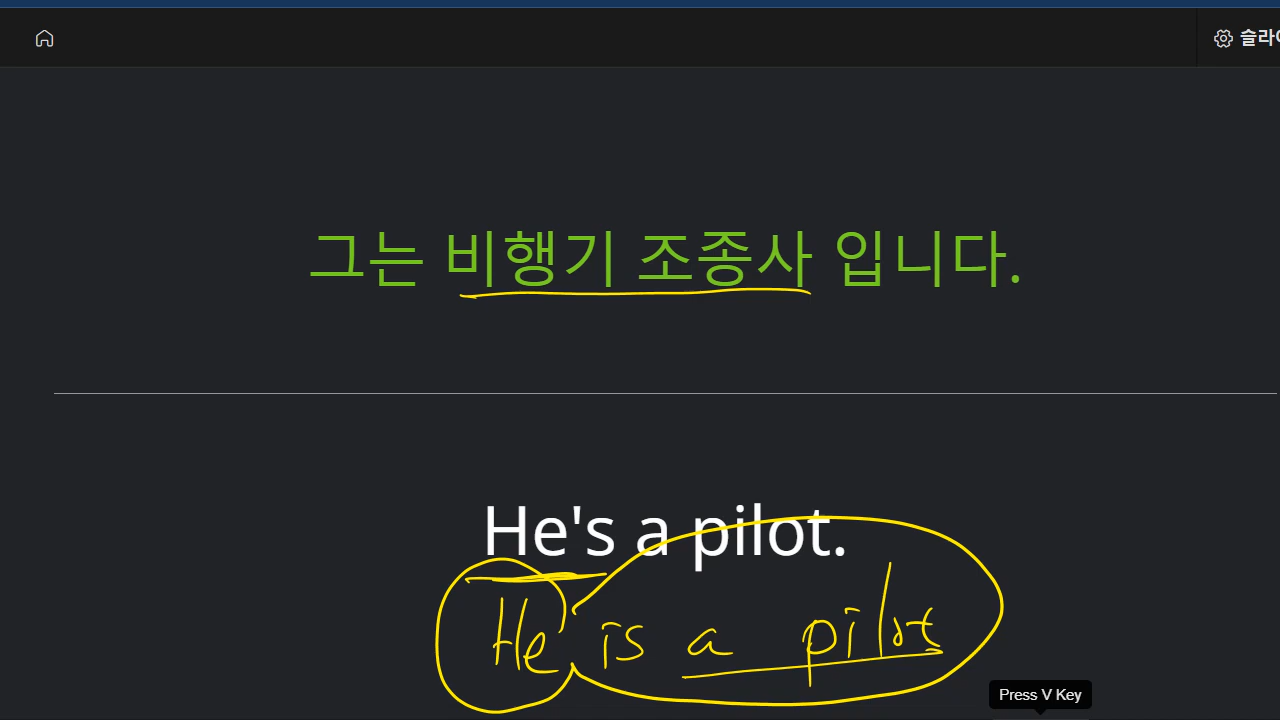 슬라이
그는 비행기 조종사 입니다.
He's a pilot.
He is a pilot
Press V Key